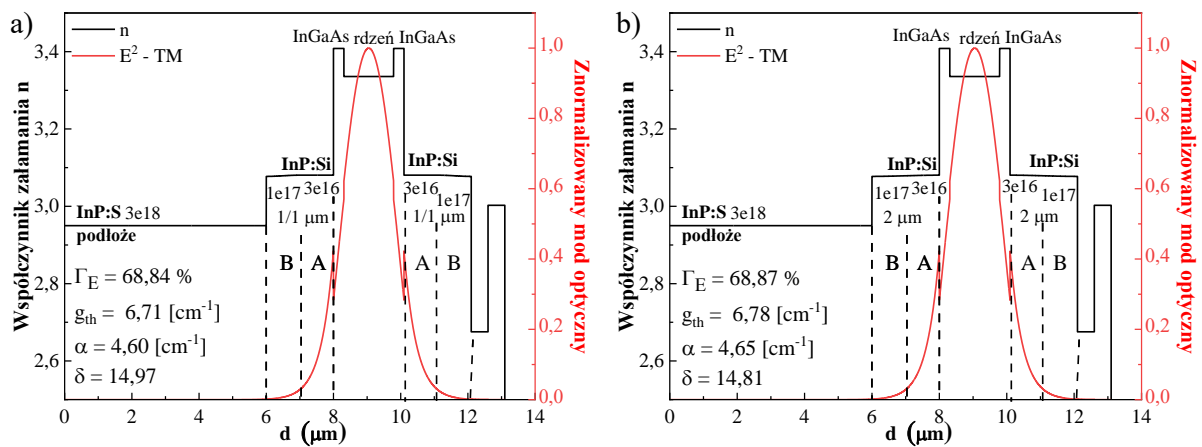 a)
n
E² - TM
InGaAs rdzeń InGaAs
InP:Si
InP:Si
1e17 3e16
1/1 μm
3e16 1e17
1/1 μm
InP:S 3e18
podłoże
B A A B
Γ_E = 68,84 %
g_th = 6,71 [cm⁻¹]
α = 4,60 [cm⁻¹]
δ = 14,97
Współczynnik załamania n
3,4
3,2
3,0
2,8
2,6
Znormalizowany mod optyczny
1,0
0,8
0,6
0,4
0,2
0,0
0 2 4 6 8 10 12 14
d (μm)
b)
n
E² - TM
InGaAs rdzeń InGaAs
InP:Si
InP:Si
1e17 3e16
2 μm
3e16 1e17
2 μm
InP:S 3e18
podłoże
B A A B
Γ_E = 68,87 %
g_th = 6,78 [cm⁻¹]
α = 4,65 [cm⁻¹]
δ = 14,81
Współczynnik załamania n
3,4
3,2
3,0
2,8
2,6
Znormalizowany mod optyczny
1,0
0,8
0,6
0,4
0,2
0,0
0 2 4 6 8 10 12 14
d (μm)